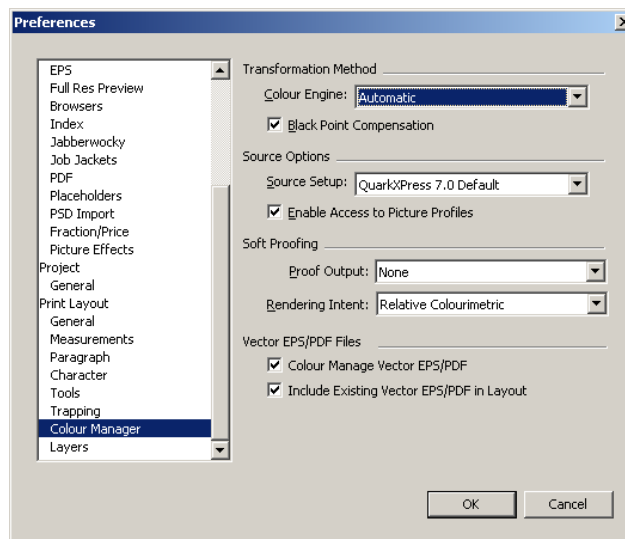 Preferences
EPS
Full Res Preview
Browsers
Index
Jabberwocky
Job Jackets
PDF
Placeholders
PSD Import
Fraction/Price
Picture Effects
Project
General
Print Layout
General
Measurements
Paragraph
Character
Tools
Trapping
Colour Manager
Layers
Transformation Method
Colour Engine: Automatic
Black Point Compensation
Source Options
Source Setup: QuarkXPress 7.0 Default
Enable Access to Picture Profiles
Soft Proofing
Proof Output: None
Rendering Intent: Relative Colourimetric
Vector EPS/PDF Files
Colour Manage Vector EPS/PDF
Include Existing Vector EPS/PDF in Layout
OK Cancel